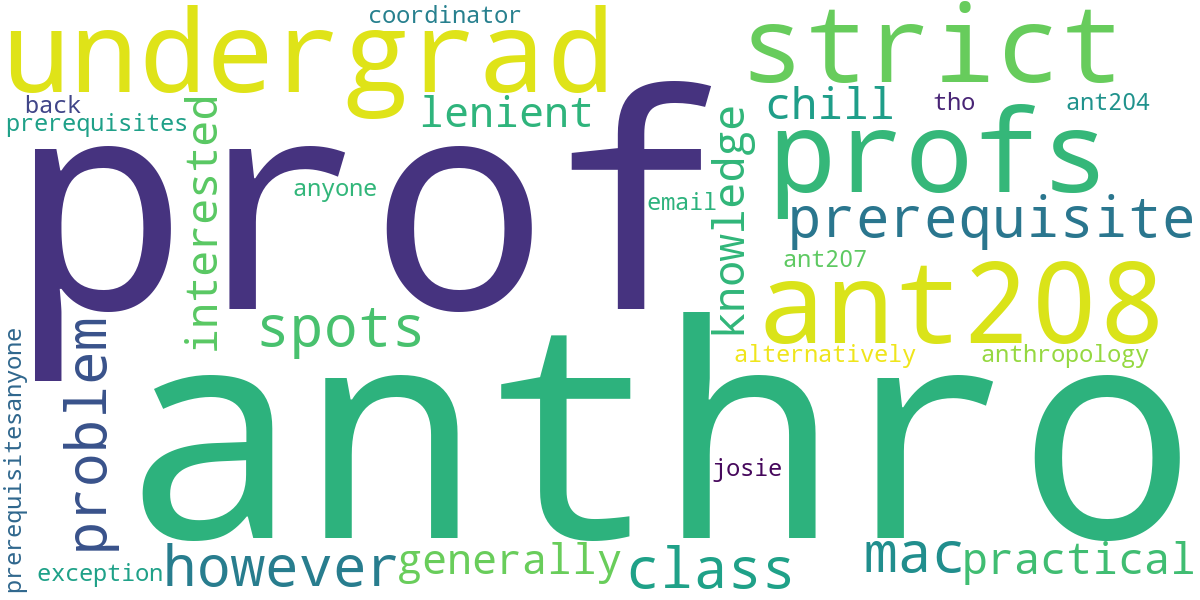 coordinator
undergrad
strict
back
lenient
chill
tho
ant204
prerequisites
interested
prof
knowledge
profs
anyone
email
prerequisite
ant207
ant208
spots
problem
anthro
alternatively
anthropology
prerequisitesanyone
josie
exception
however
generally
class
mac
practical